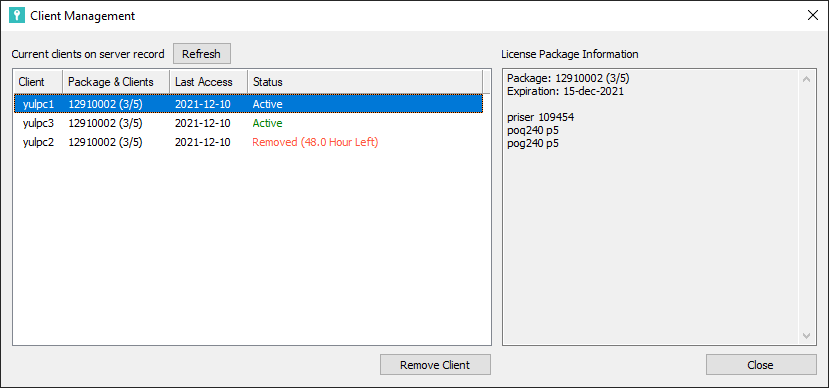 Client Management
Current clients on server record Refresh
Client Package & Clients Last Access Status
yulpc1 12910002 (3/5) 2021-12-10 Active
yulpc3 12910002 (3/5) 2021-12-10 Active
yulpc2 12910002 (3/5) 2021-12-10 Removed (48.0 Hour Left)
License Package Information
Package: 12910002 (3/5)
Expiration: 15-dec-2021
priser 109454
poq240 p5
pog240 p5
Remove Client
Close